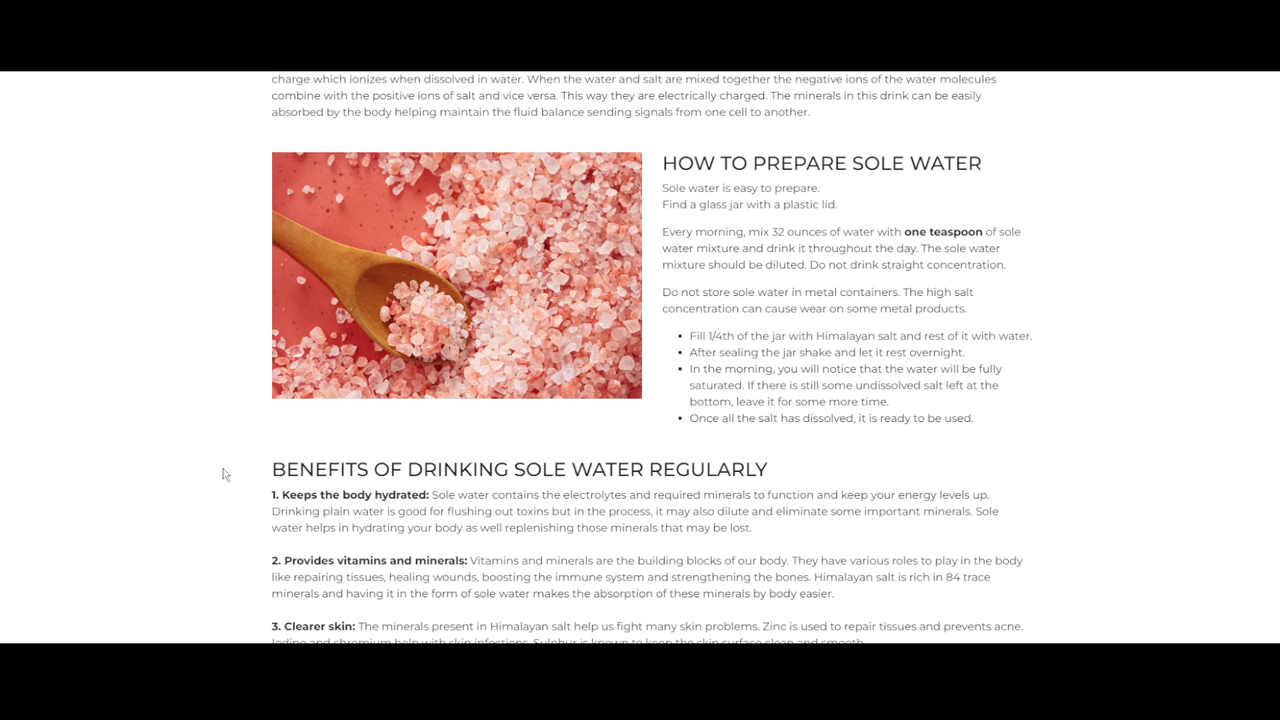 charge which ionizes when dissolved in water. When the water and salt are mixed together the negative ions of the water molecules
combine with the positive ions of salt and vice versa. This way they are electrically charged. The minerals in this drink can be easily
absorbed by the body helping maintain the fluid balance sending signals from one cell to another.
HOW TO PREPARE SOLE WATER
Sole water is easy to prepare.
Find a glass jar with a plastic lid.
Every morning, mix 32 ounces of water with one teaspoon of sole
water mixture and drink it throughout the day. The sole water
mixture should be diluted. Do not drink straight concentration.
Do not store sole water in metal containers. The high salt
concentration can cause wear on some metal products.
• Fill 1/4th of the jar with Himalayan salt and rest of it with water.
• After sealing the jar shake and let it rest overnight.
• In the morning, you will notice that the water will be fully
saturated. If there is still some undissolved salt left at the
bottom, leave it for some more time.
• Once all the salt has dissolved, it is ready to be used.
BENEFITS OF DRINKING SOLE WATER REGULARLY
1. Keeps the body hydrated: Sole water contains the electrolytes and required minerals to function and keep your energy levels up.
Drinking plain water is good for flushing out toxins but in the process, it may also dilute and eliminate some important minerals. Sole
water helps in hydrating your body as well replenishing those minerals that may be lost.
2. Provides vitamins and minerals: Vitamins and minerals are the building blocks of our body. They have various roles to play in the body
like repairing tissues, healing wounds, boosting the immune system and strengthening the bones. Himalayan salt is rich in 84 trace
minerals and having it in the form of sole water makes the absorption of these minerals by body easier.
3. Clearer skin: The minerals present in Himalayan salt help us fight many skin problems. Zinc is used to repair tissues and prevents acne.
Iodine and chromium help with skin infections. Sulphur is known to keep the skin surface clean and smooth.